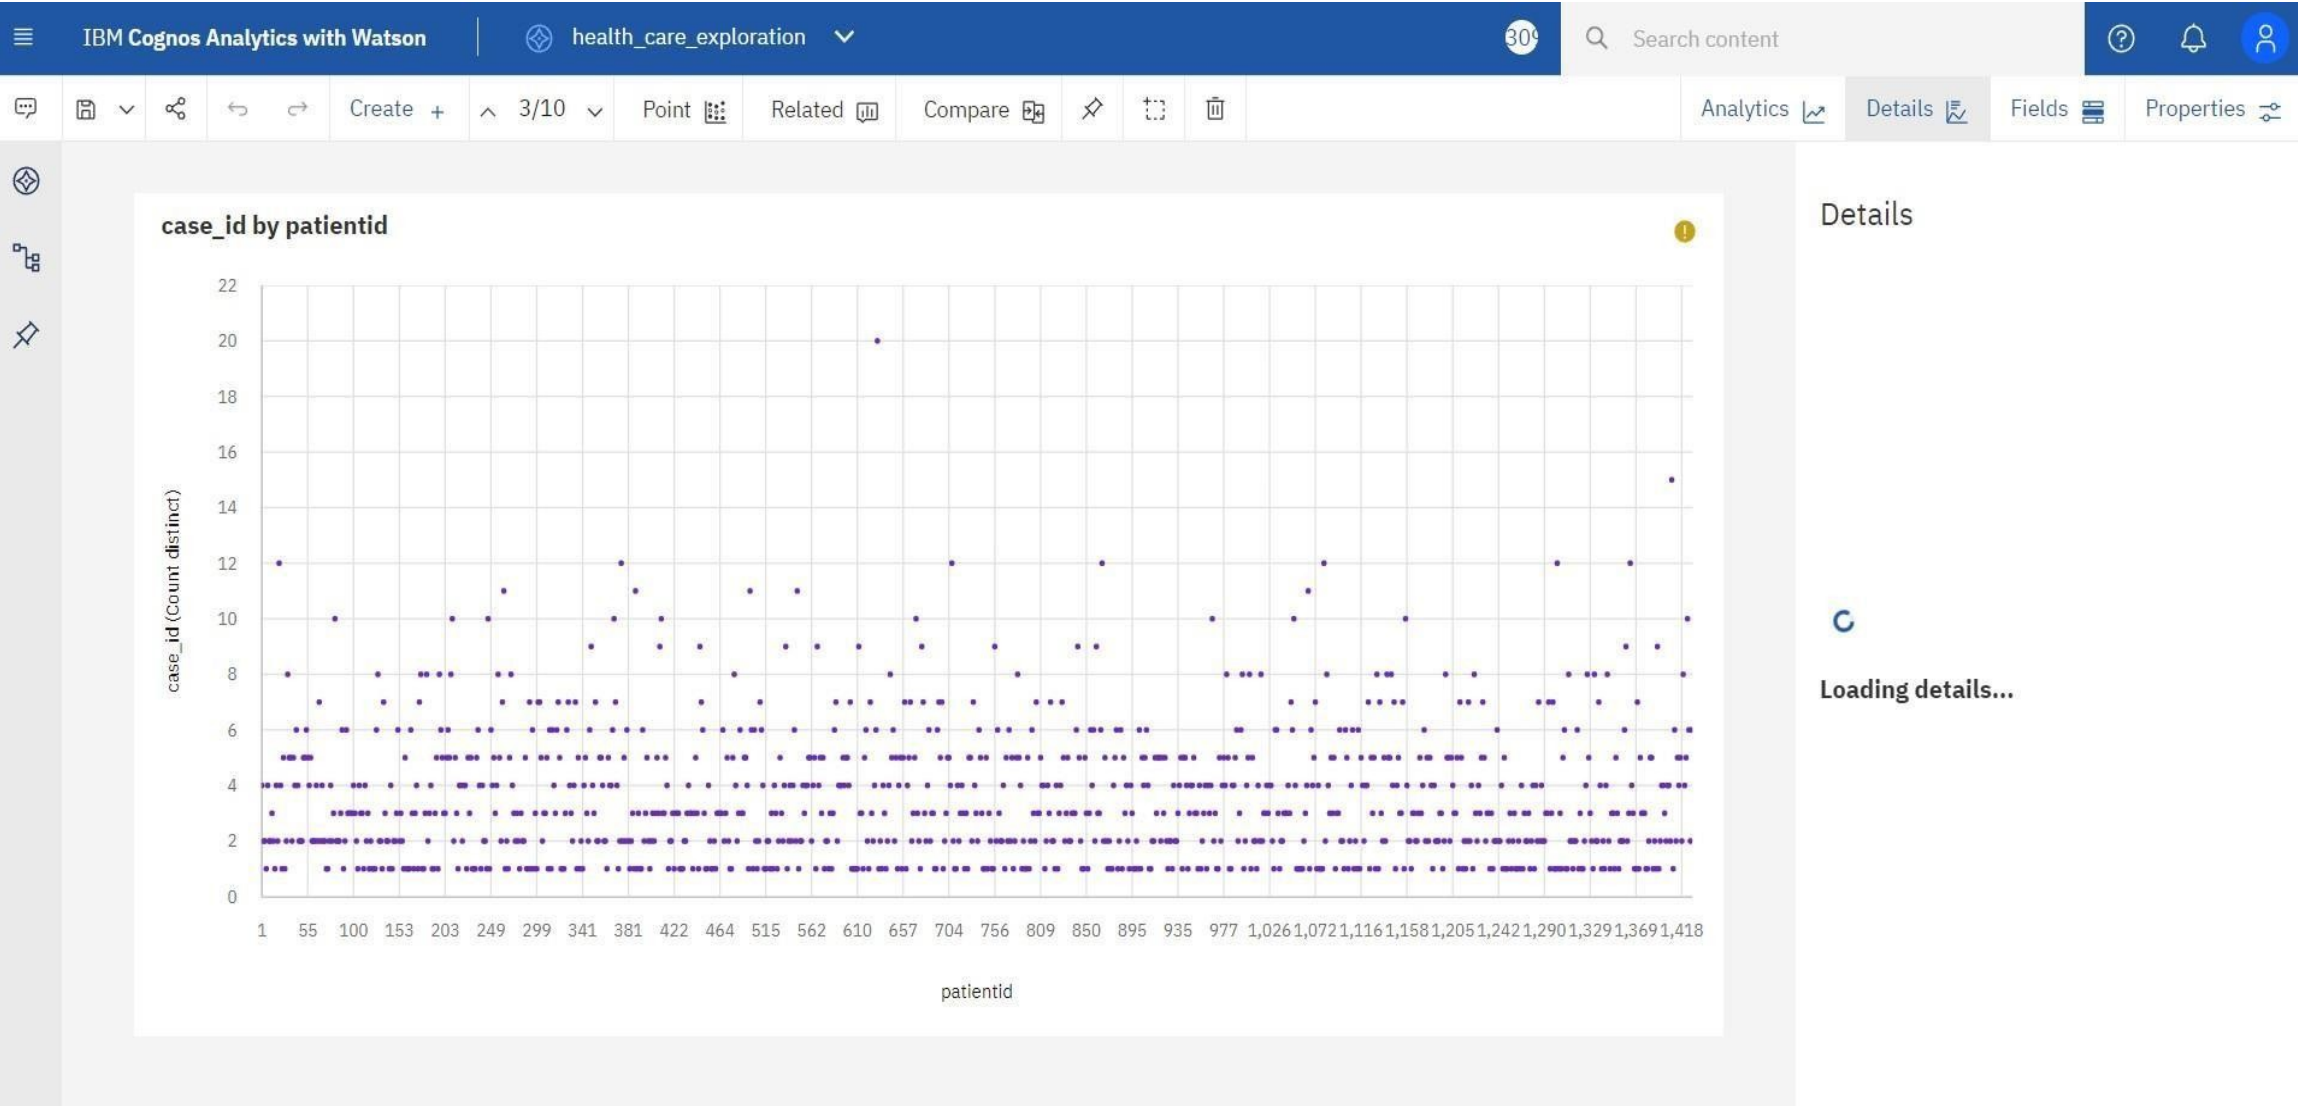 IBM Cognos Analytics with Watson
health_care_exploration
Search content
Create +
3/10
Point
Related
Compare
Analytics
Details
Fields
Properties
case_id by patientid
Details
22
20
18
16
14
12
10
8
6
4
2
0
case_id (Count distinct)
1 55 100 153 203 249 299 341 381 422 464 515 562 610 657 704 756 809 850 895 935 977 1,026 1,072 1,116 1,158 1,205 1,242 1,290 1,329 1,369 1,418
patientid
Loading details...